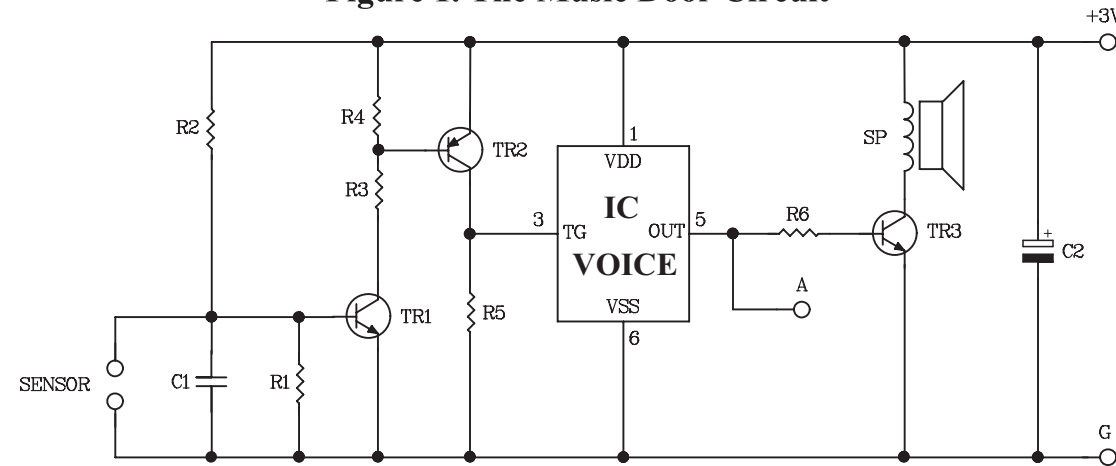 Figure 1. The Music Door Circuit
+3V
R2
R4
TR2
R3
1
VDD
IC
VOICE
3
TG
OUT
5
VSS
6
SP
R6
TR3
+
C2
A
R5
TR1
SENSOR
C1
R1
G